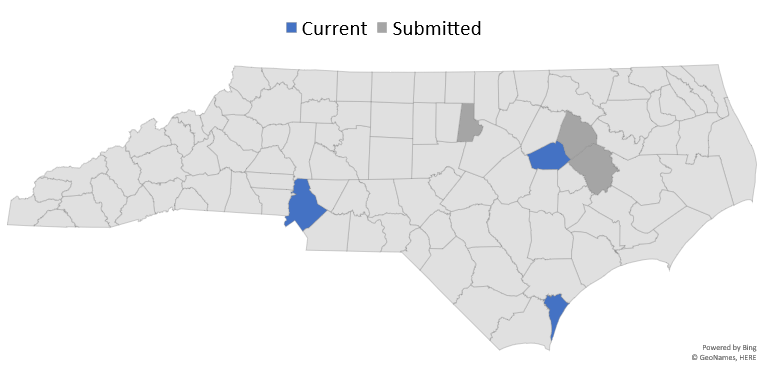 Current Submitted
Powered by Bing
© GeoNames, HERE